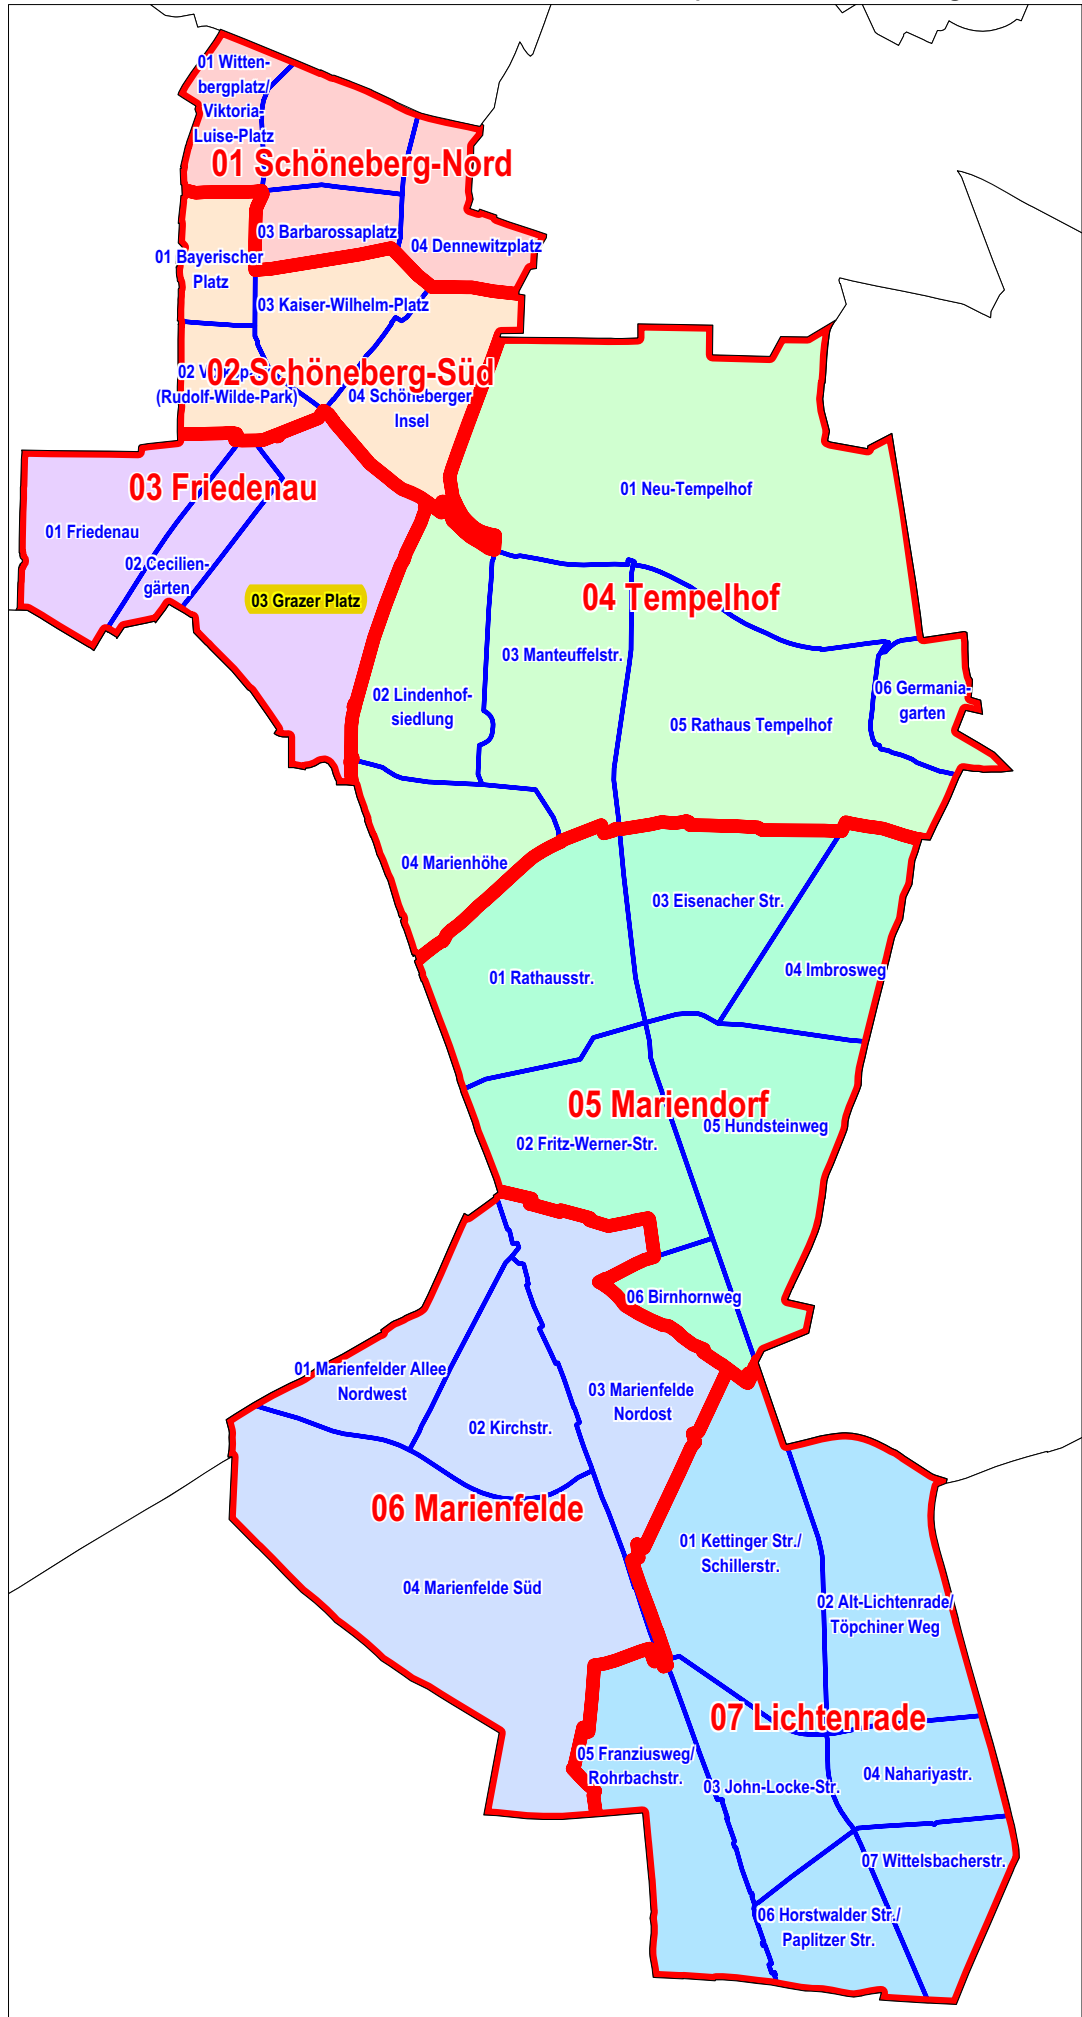 01 Witten-
bergplatz/
Viktoria-
Luise-Platz
01 Schöneberg-Nord
03 Barbarossaplatz
04 Dennewitzplatz
01 Bayerischer
Platz
03 Kaiser-Wilhelm-Platz
02 Schöneberg-Süd
02
(Rudolf-Wilde-Park)
04 Schöneberger
Insel
03 Friedenau
01 Friedenau
02 Cecilien-
gärten
03 Grazer Platz
01 Neu-Tempelhof
04 Tempelhof
03 Manteuffelstr.
02 Lindenhof-
siedlung
06 Germania-
garten
05 Rathaus Tempelhof
04 Marienhöhe
03 Eisenacher Str.
01 Rathausstr.
04 Imbrosweg
05 Mariendorf
05 Hundsteinweg
02 Fritz-Werner-Str.
06 Birnhornweg
01 Marienfelder Allee
Nordwest
03 Marienfelde
Nordost
02 Kirchstr.
06 Marienfelde
04 Marienfelde Süd
01 Kettinger Str./
Schillerstr.
02 Alt-Lichtenrade/
Töpchiner Weg
07 Lichtenrade
05 Franziusweg/
Rohrbachstr.
03 John-Locke-Str.
04 Nahariyastr.
07 Wittelsbacherstr.
06 Horstwalder Str./
Paplitzer Str.